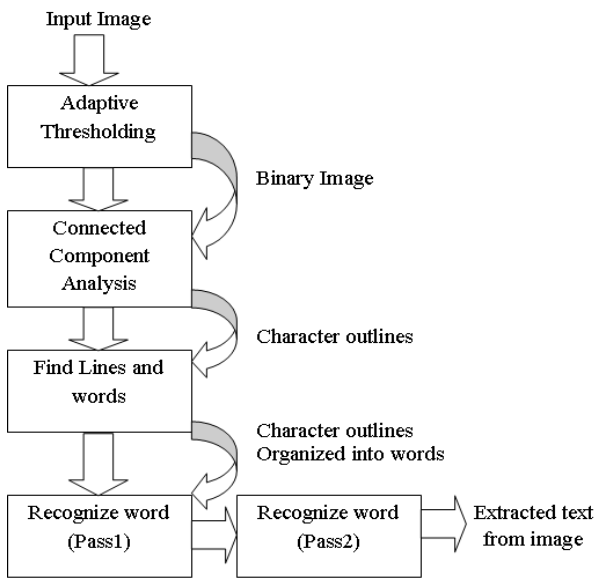 Input Image
Adaptive
Thresholding
Binary Image
Connected
Component
Analysis
Character outlines
Find Lines and
words
Character outlines
Organized into words
Recognize word
(Pass1)
Recognize word
(Pass2)
Extracted text
from image